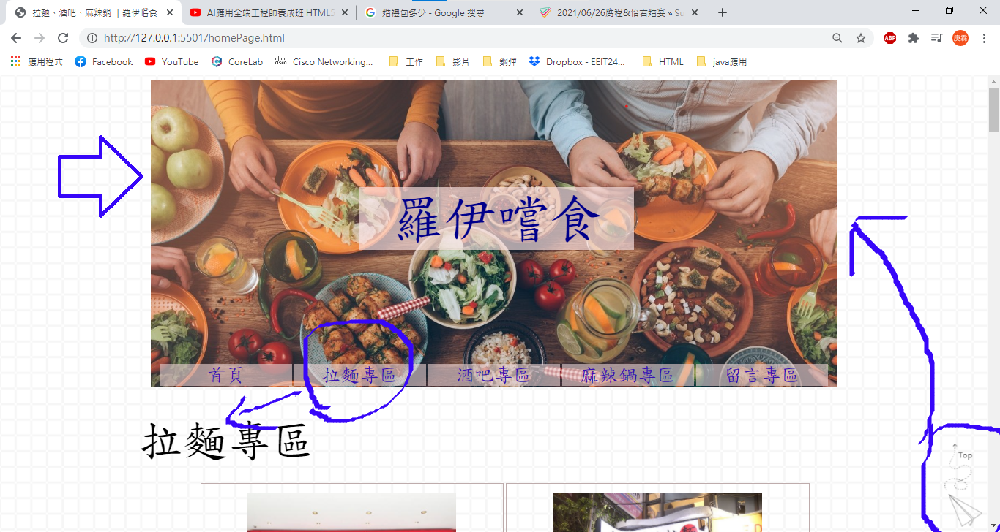 拉麵、酒吧、麻辣鍋 | 羅伊嚐食
AI應用全端工程師養成班 HTML5
婚禮包多少 - Google 搜尋
2021/06/26膺程&怡君婚宴 » Su
http://127.0.0.1:5501/homePage.html
ABP
庚霖
應用程式
Facebook
YouTube
CoreLab
Cisco Networking...
工作
影片
鋼彈
Dropbox - EEIT24...
HTML
java應用
羅伊嚐食
首頁
拉麵專區
酒吧專區
麻辣鍋專區
留言專區
拉麵專區
Top